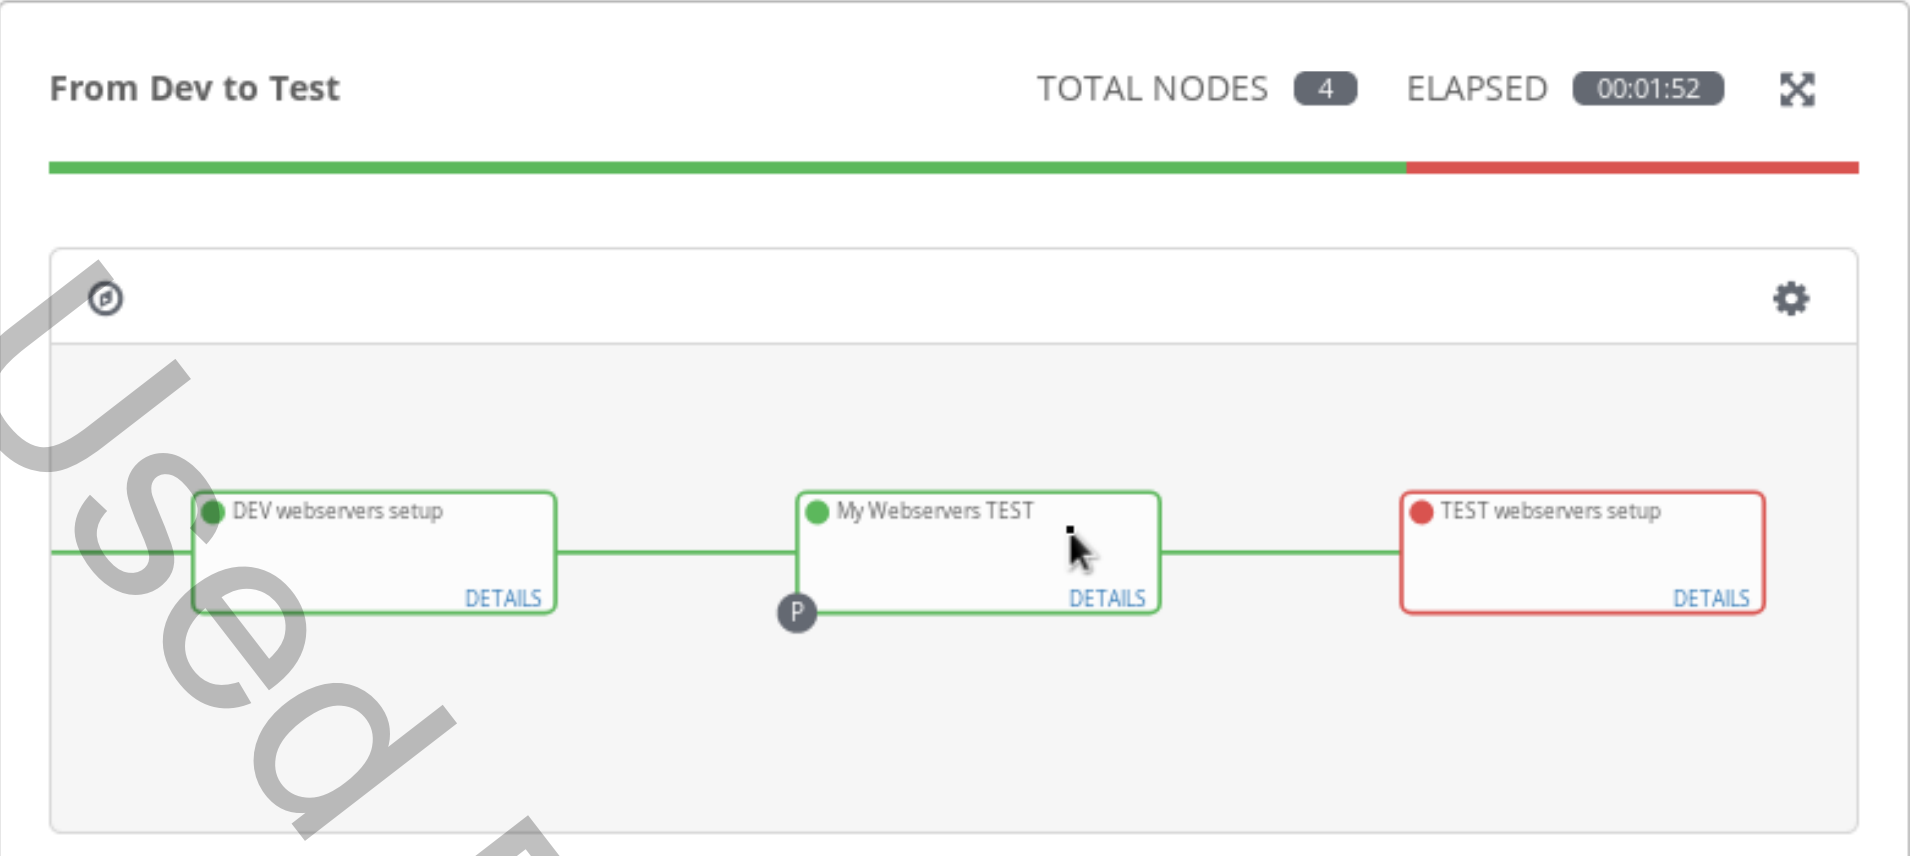 From Dev to Test TOTAL NODES 4 ELAPSED 00:01:52
DEV webservers setup My Webservers TEST TEST webservers setup
DETAILS DETAILS DETAILS
P
Used